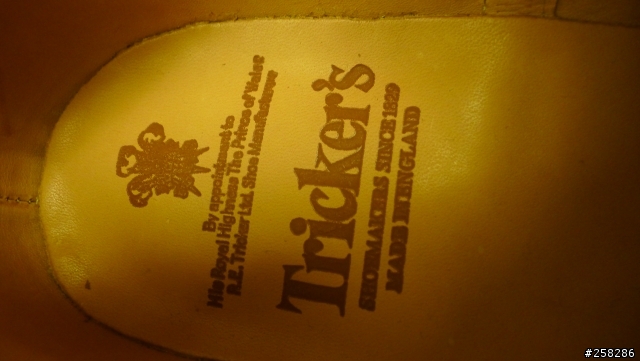 By appointment to
His Royal Highness The Prince of Wales
R.E. Tricker Ltd. Shoe Manufacturers
Tricker's
SHOEMAKERS SINCE 1829
MADE IN ENGLAND
#258286